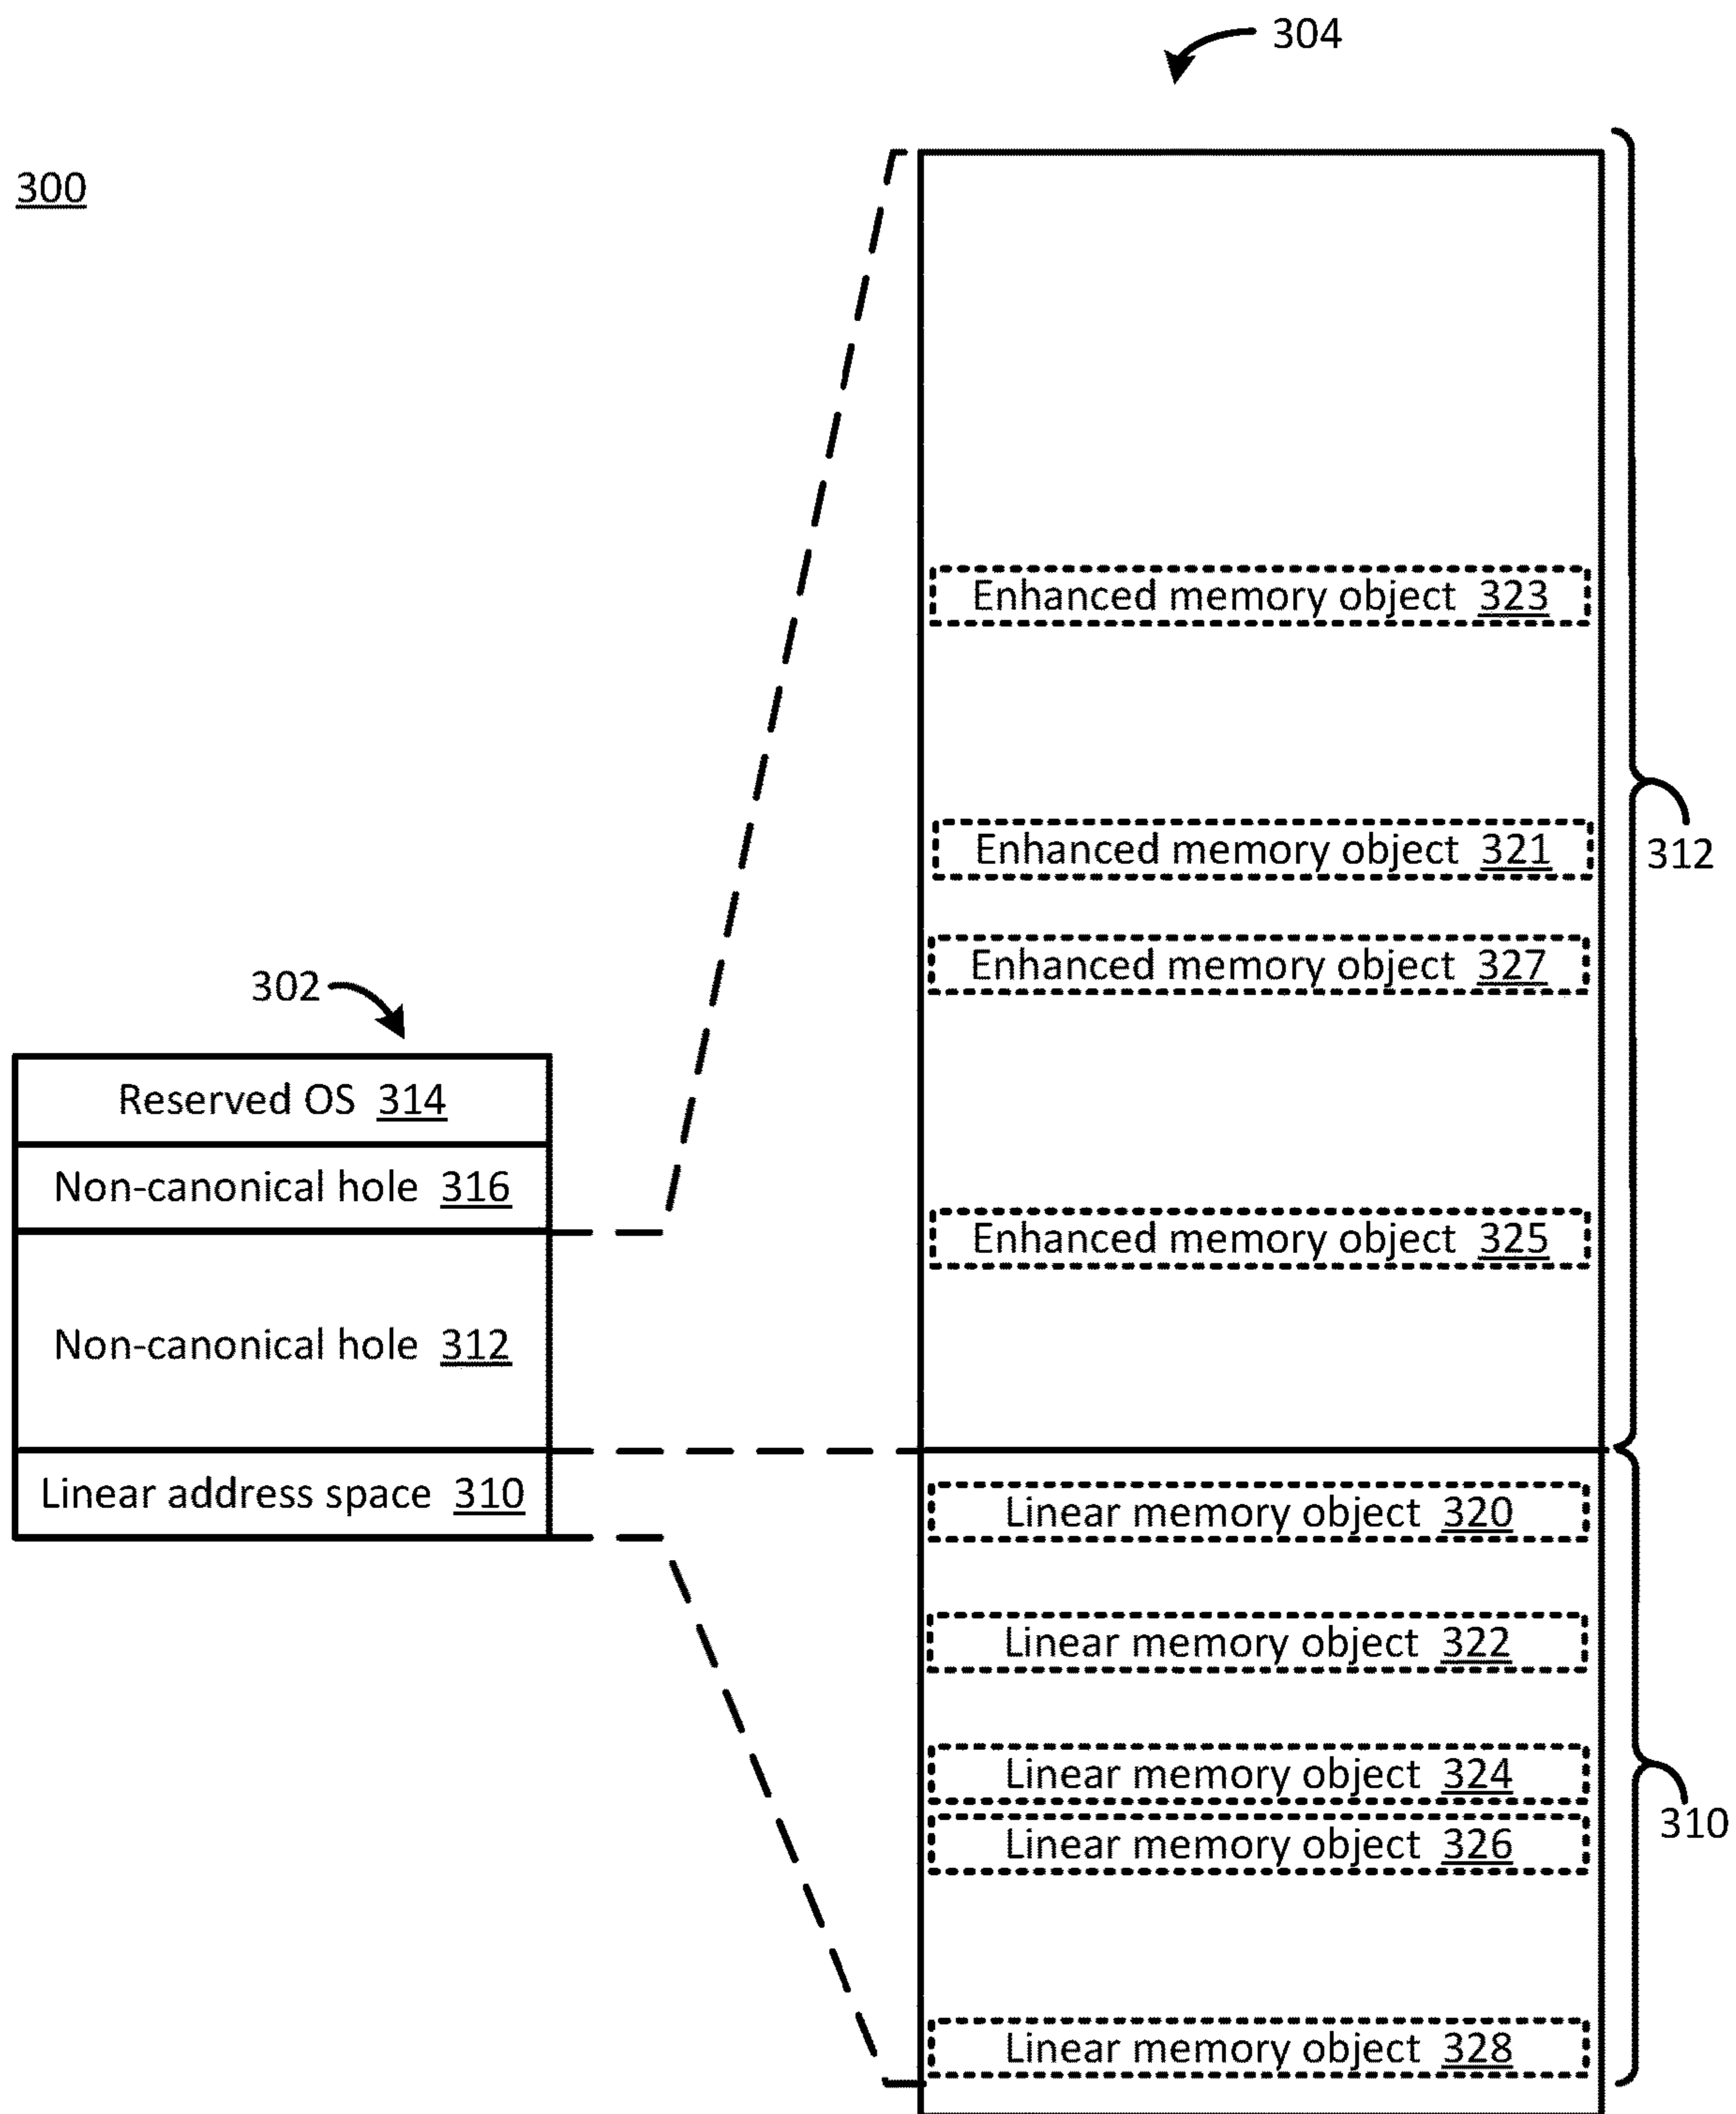 304
300
Enhanced memory object 323
Enhanced memory object 321
312
Enhanced memory object 327
302
Reserved OS 314
Non-canonical hole 316
Enhanced memory object 325
Non-canonical hole 312
Linear address space 310
Linear memory object 320
Linear memory object 322
Linear memory object 324
310
Linear memory object 326
Linear memory object 328